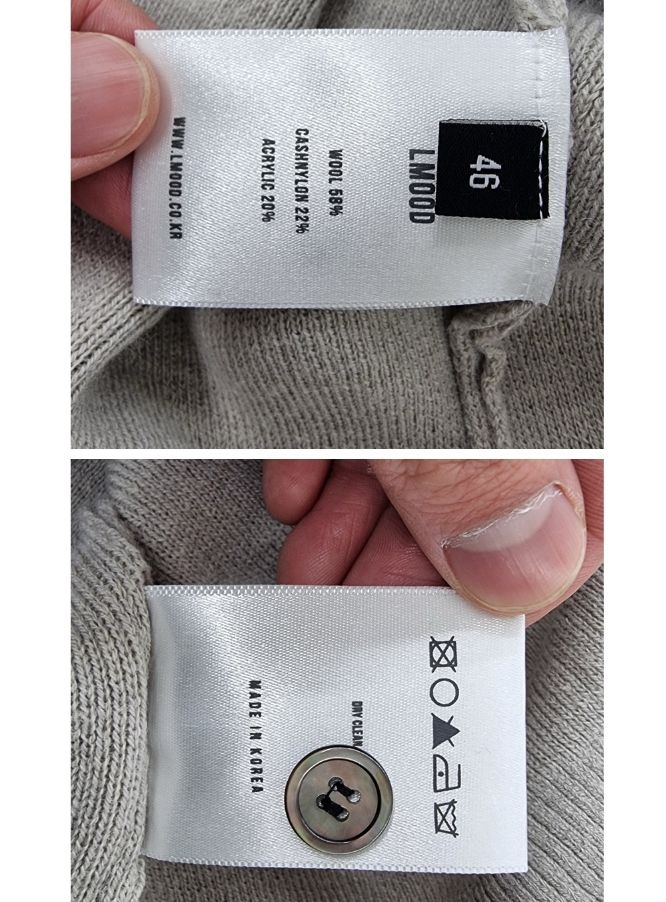 46
LMOOD
WOOL 58%
CASHNYLON 22%
ACRYLIC 20%
WWW.LMOOD.CO.KR
DRY CLEAN
MADE IN KOREA